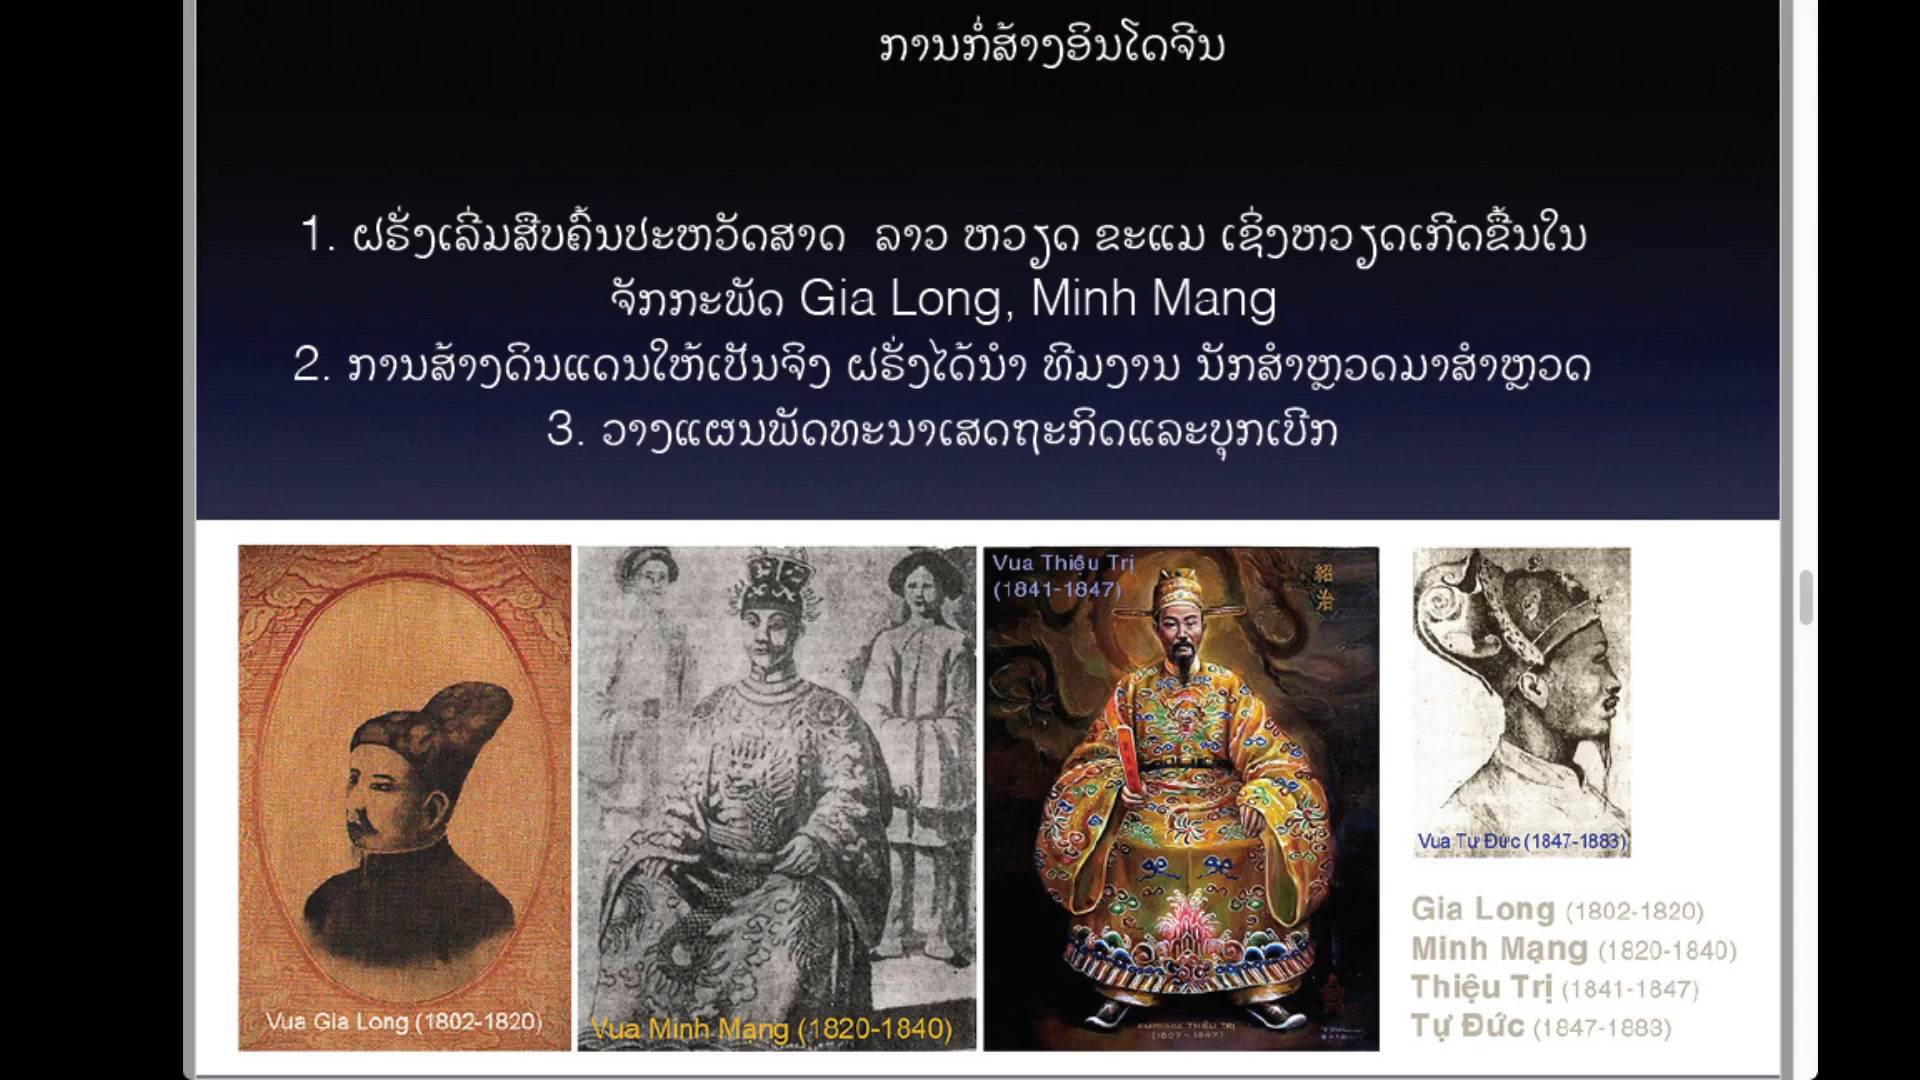 ການກໍ່ສ້າງອິນໂດຈີນ
1. ຝຣັ່ງເລີ່ມສືບຄົ້ນປະຫວັດສາດ ລາວ ຫວຽດ ຂະແມ ເຊິ່ງຫວຽດເກີດຂຶ້ນໃນ
ຈັກກະພັດ Gia Long, Minh Mang
2. ການສ້າງດິນແດນໃຫ້ເປັນຈິງ ຝຣັ່ງໄດ້ນຳ ທີມງານ ນັກສຳຫຼວດມາສຳຫຼວດ
3. ວາງແຜນພັດທະນາເສດຖະກິດແລະບຸກເບີກ
Vua Gia Long (1802-1820)
Vua Minh Mạng (1820-1840)
Vua Thiệu Trị
(1841-1847)
紹
治
EMPEROR THIỆU TRỊ
(1807 - 1847)
Vua Tự Đức (1847-1883)
Gia Long (1802-1820)
Minh Mạng (1820-1840)
Thiệu Trị (1841-1847)
Tự Đức (1847-1883)